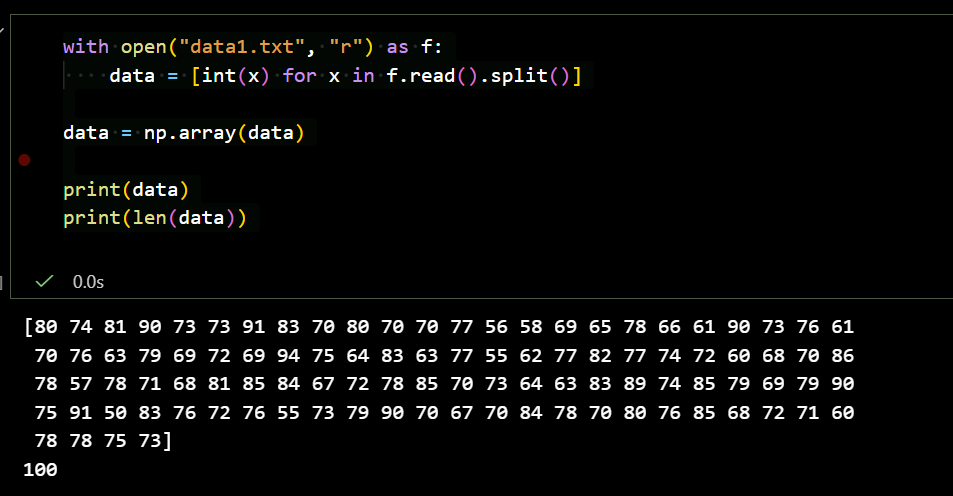 with open("data1.txt", "r") as f:
    data = [int(x) for x in f.read().split()]
data = np.array(data)
print(data)
print(len(data))
0.0s
[80 74 81 90 73 73 91 83 70 80 70 70 77 56 58 69 65 78 66 61 90 73 76 61
 70 76 63 79 69 72 69 94 75 64 83 63 77 55 62 77 82 77 74 72 60 68 70 86
 78 57 78 71 68 81 85 84 67 72 78 85 70 73 64 63 83 89 74 85 79 69 79 90
 75 91 50 83 76 72 76 55 73 79 90 70 67 70 84 78 70 80 76 85 68 72 71 60
 78 78 75 73]
100